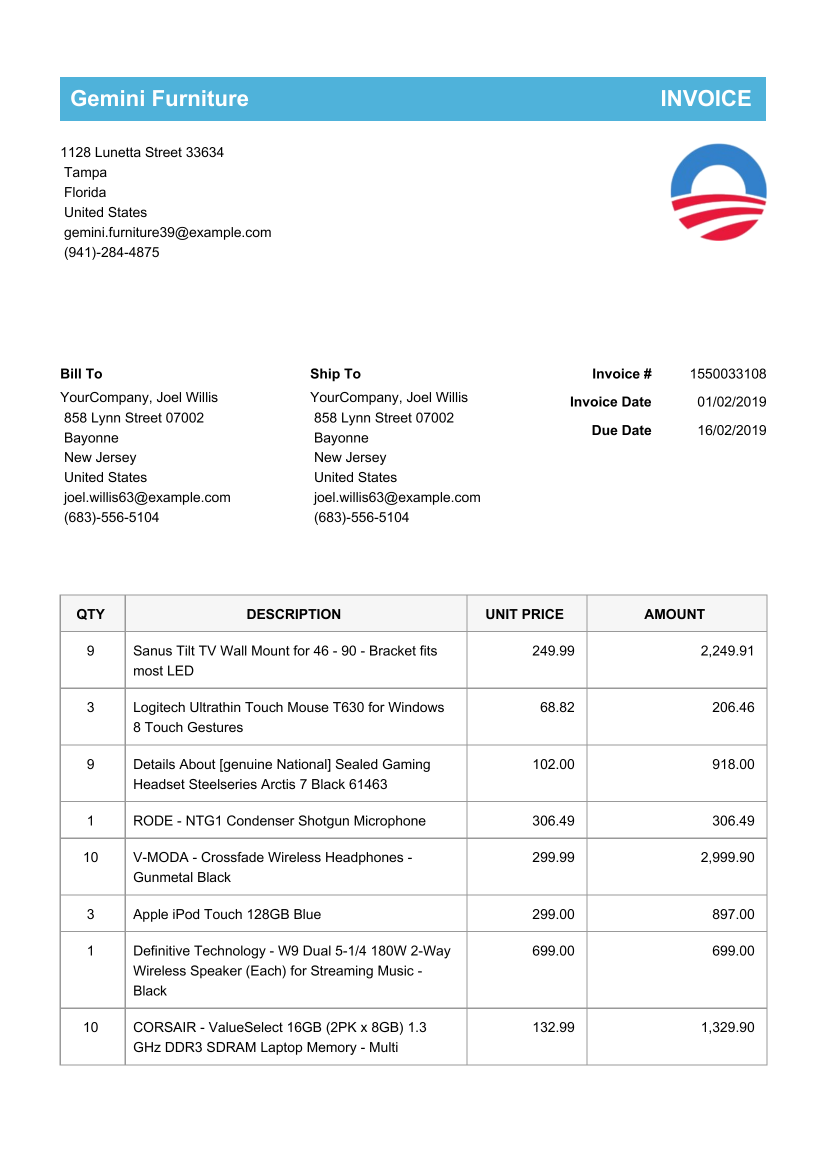 Gemini Furniture INVOICE
1128 Lunetta Street 33634
Tampa
Florida
United States
gemini.furniture39@example.com
(941)-284-4875
Bill To Ship To Invoice # 1550033108
YourCompany, Joel Willis YourCompany, Joel Willis Invoice Date 01/02/2019
858 Lynn Street 07002 858 Lynn Street 07002
Bayonne Bayonne Due Date 16/02/2019
New Jersey New Jersey
United States United States
joel.willis63@example.com joel.willis63@example.com
(683)-556-5104 (683)-556-5104
QTY DESCRIPTION UNIT PRICE AMOUNT
9 Sanus Tilt TV Wall Mount for 46 - 90 - Bracket fits 249.99 2,249.91
most LED
3 Logitech Ultrathin Touch Mouse T630 for Windows 68.82 206.46
8 Touch Gestures
9 Details About [genuine National] Sealed Gaming 102.00 918.00
Headset Steelseries Arctis 7 Black 61463
1 RODE - NTG1 Condenser Shotgun Microphone 306.49 306.49
10 V-MODA - Crossfade Wireless Headphones - 299.99 2,999.90
Gunmetal Black
3 Apple iPod Touch 128GB Blue 299.00 897.00
1 Definitive Technology - W9 Dual 5-1/4 180W 2-Way 699.00 699.00
Wireless Speaker (Each) for Streaming Music -
Black
10 CORSAIR - ValueSelect 16GB (2PK x 8GB) 1.3 132.99 1,329.90
GHz DDR3 SDRAM Laptop Memory - Multi